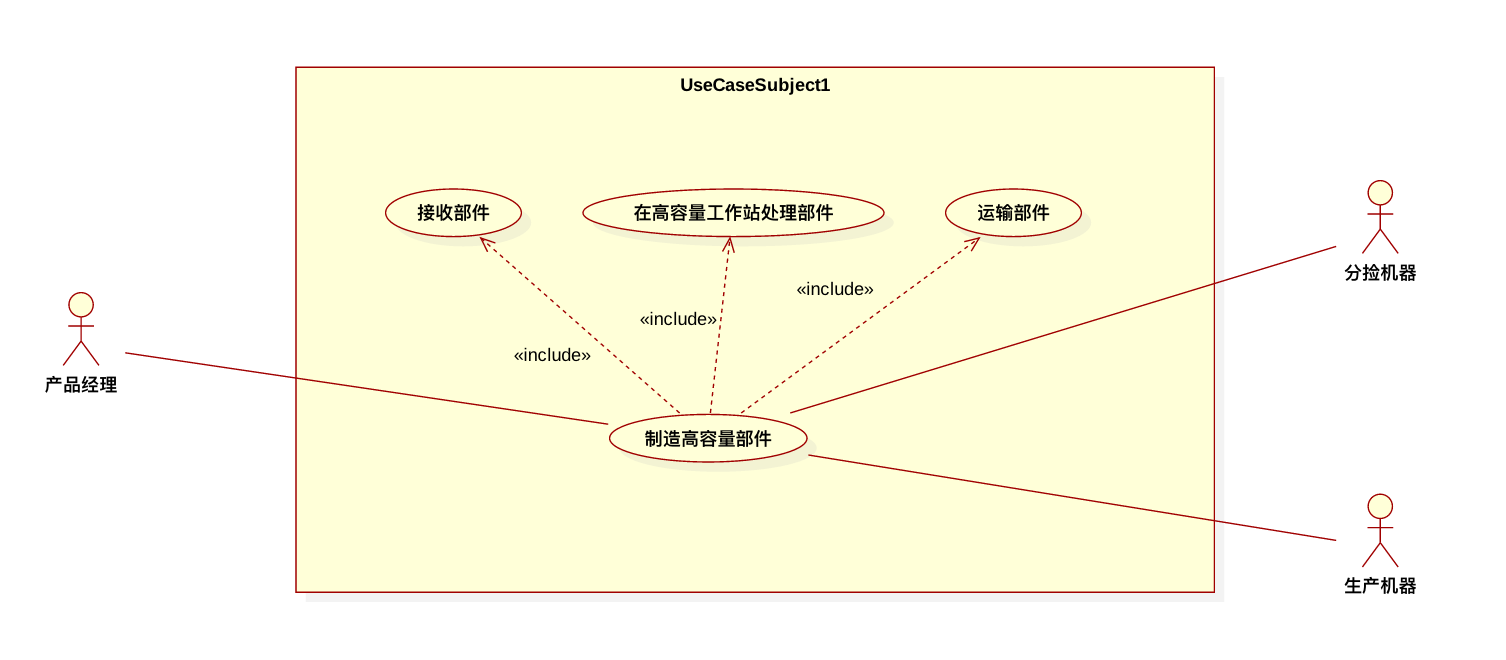 UseCaseSubject1
接收部件
在高容量工作站处理部件
运输部件
分捡机器
«include»
«include»
«include»
产品经理
制造高容量部件
生产机器